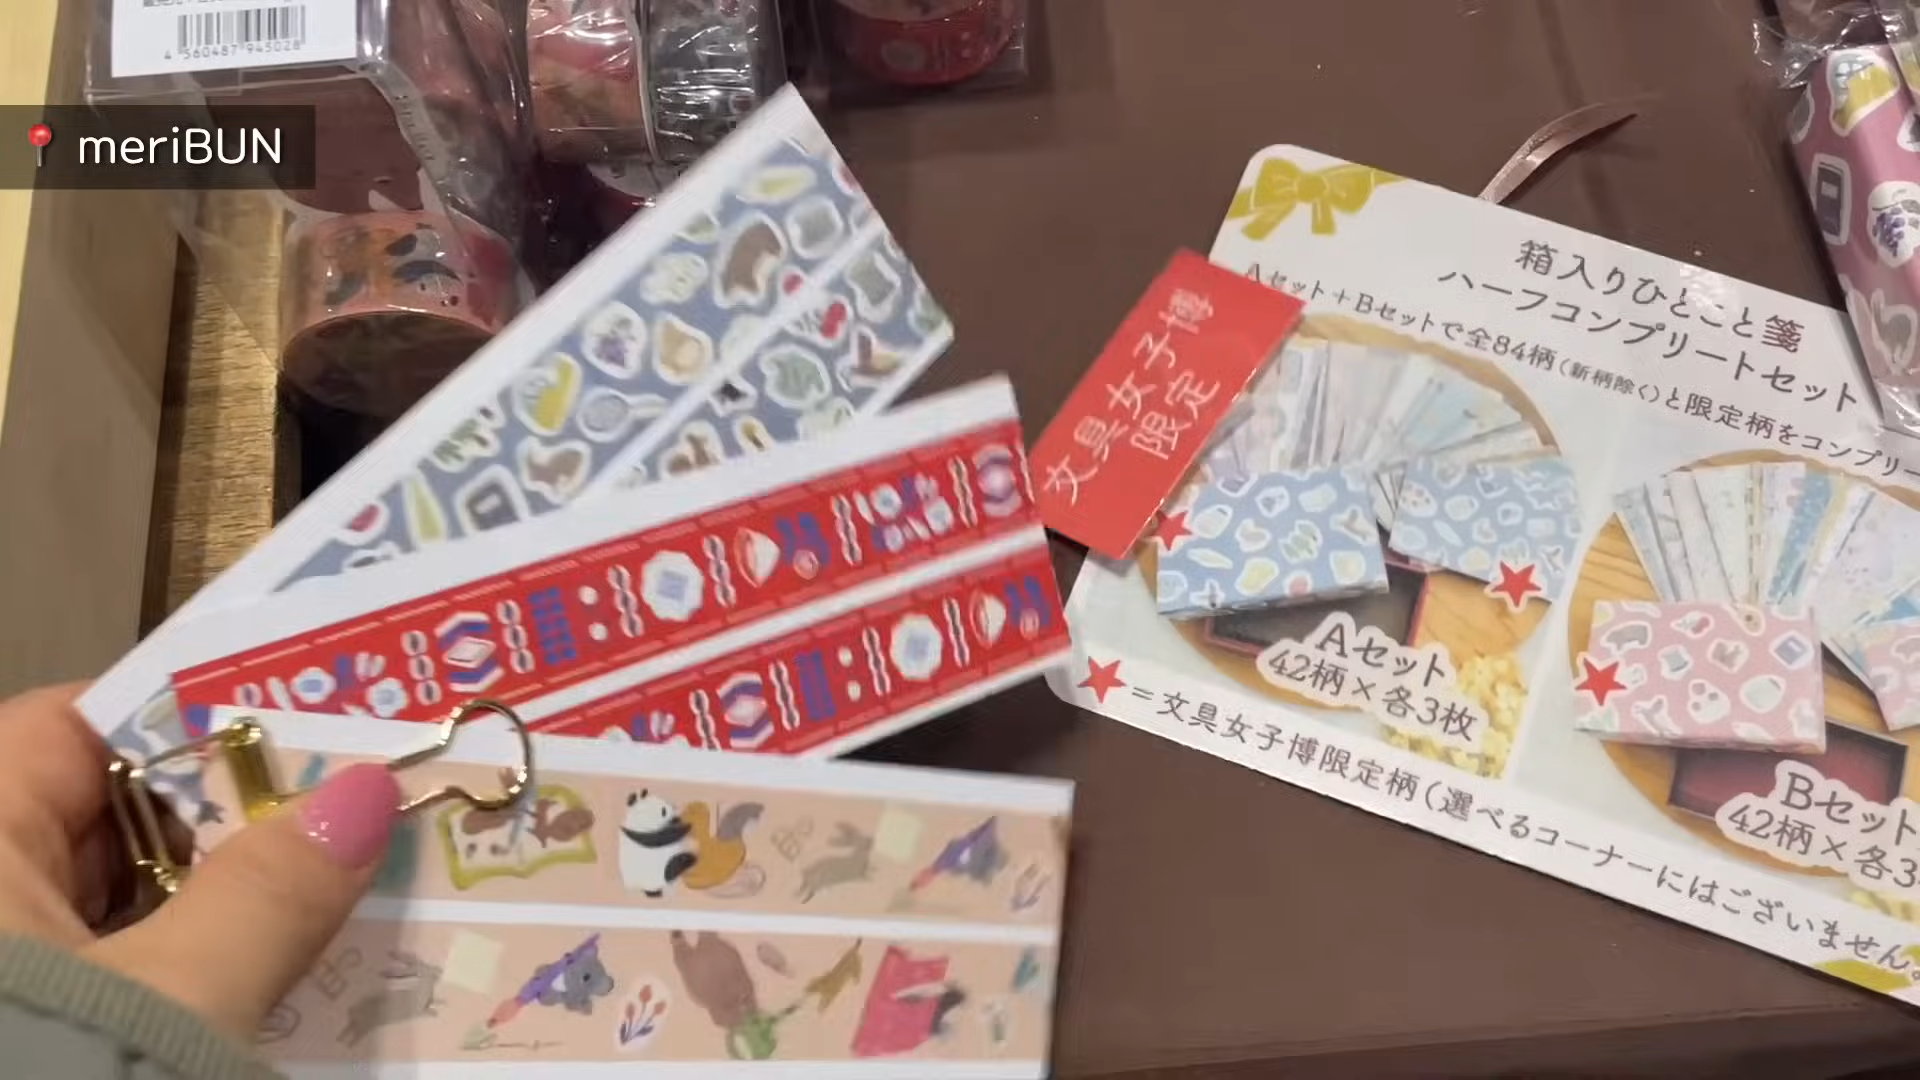 4 560487 945028
meriBUN
文具女子博
限定
箱入りひとこと箋
ハーフコンプリートセット
Aセット+Bセットで全84柄(新柄除く)と限定柄をコンプリー
Aセット
42柄×各3枚
Bセット
42柄×各3
=文具女子博限定柄(選べるコーナーにはございません。